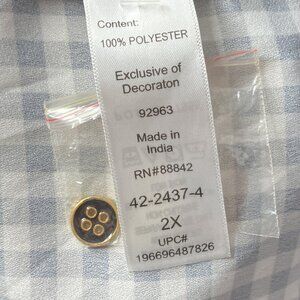 Content:
100% POLYESTER
Exclusive of
Decoraton
92963
Made in
India
RN#88842
42-2437-4
2X
UPC#
196696487826